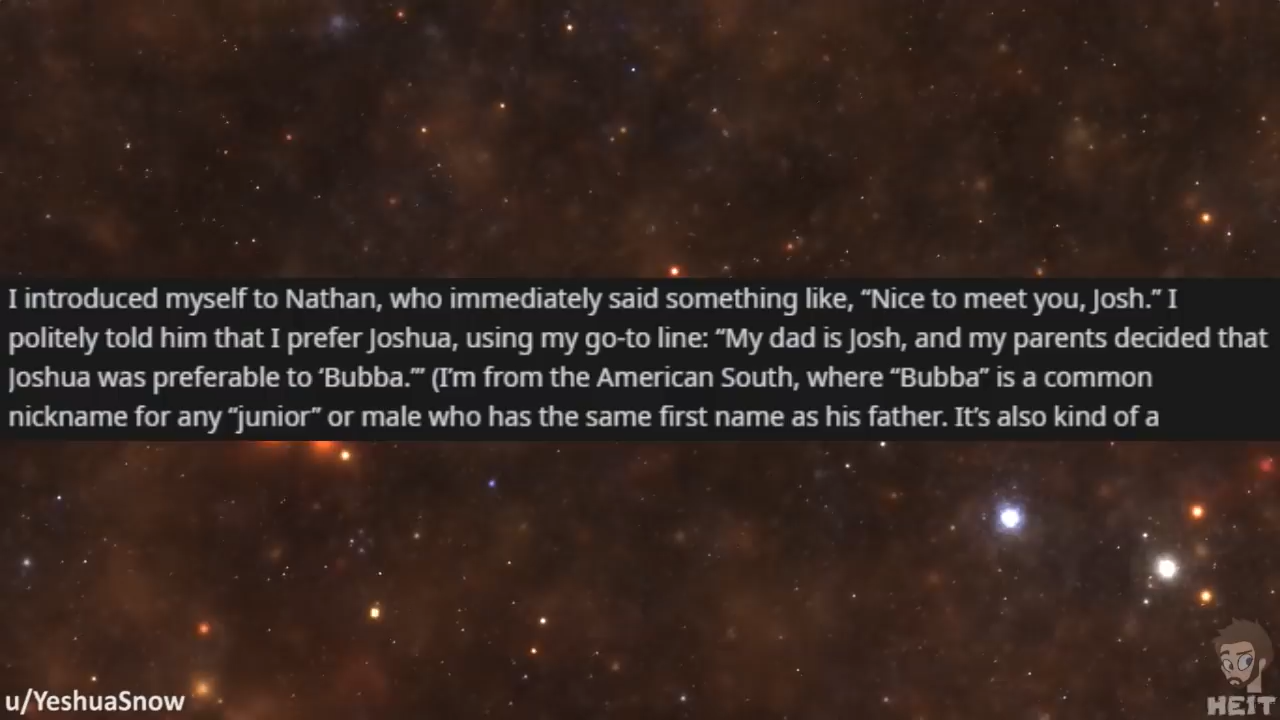 I introduced myself to Nathan, who immediately said something like, “Nice to meet you, Josh.” I
politely told him that I prefer Joshua, using my go-to line: “My dad is Josh, and my parents decided that
Joshua was preferable to ‘Bubba.’” (I’m from the American South, where “Bubba” is a common
nickname for any “junior” or male who has the same first name as his father. It’s also kind of a
u/YeshuaSnow
HEIT